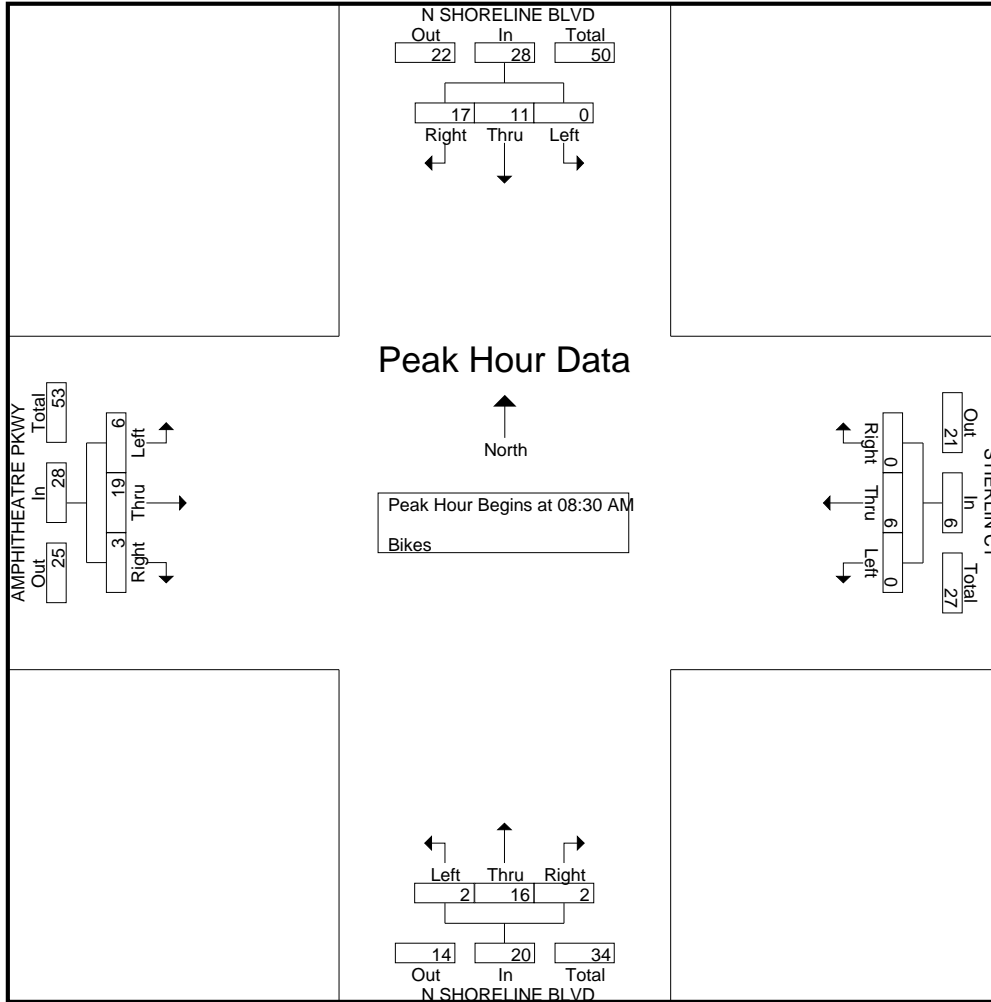 N SHORELINE BLVD
Out In Total
22 28 50
17 11 0
Right Thru Left
Peak Hour Data
North
Peak Hour Begins at 08:30 AM
Bikes
AMPHITHEATRE PKWY
Out In Total
25 28 53
6 19 3
Left Thru Right
Out In Total
21 6 27
Right Thru Left
0 6 0
Left Thru Right
2 16 2
14 20 34
Out In Total
N SHORELINE BLVD